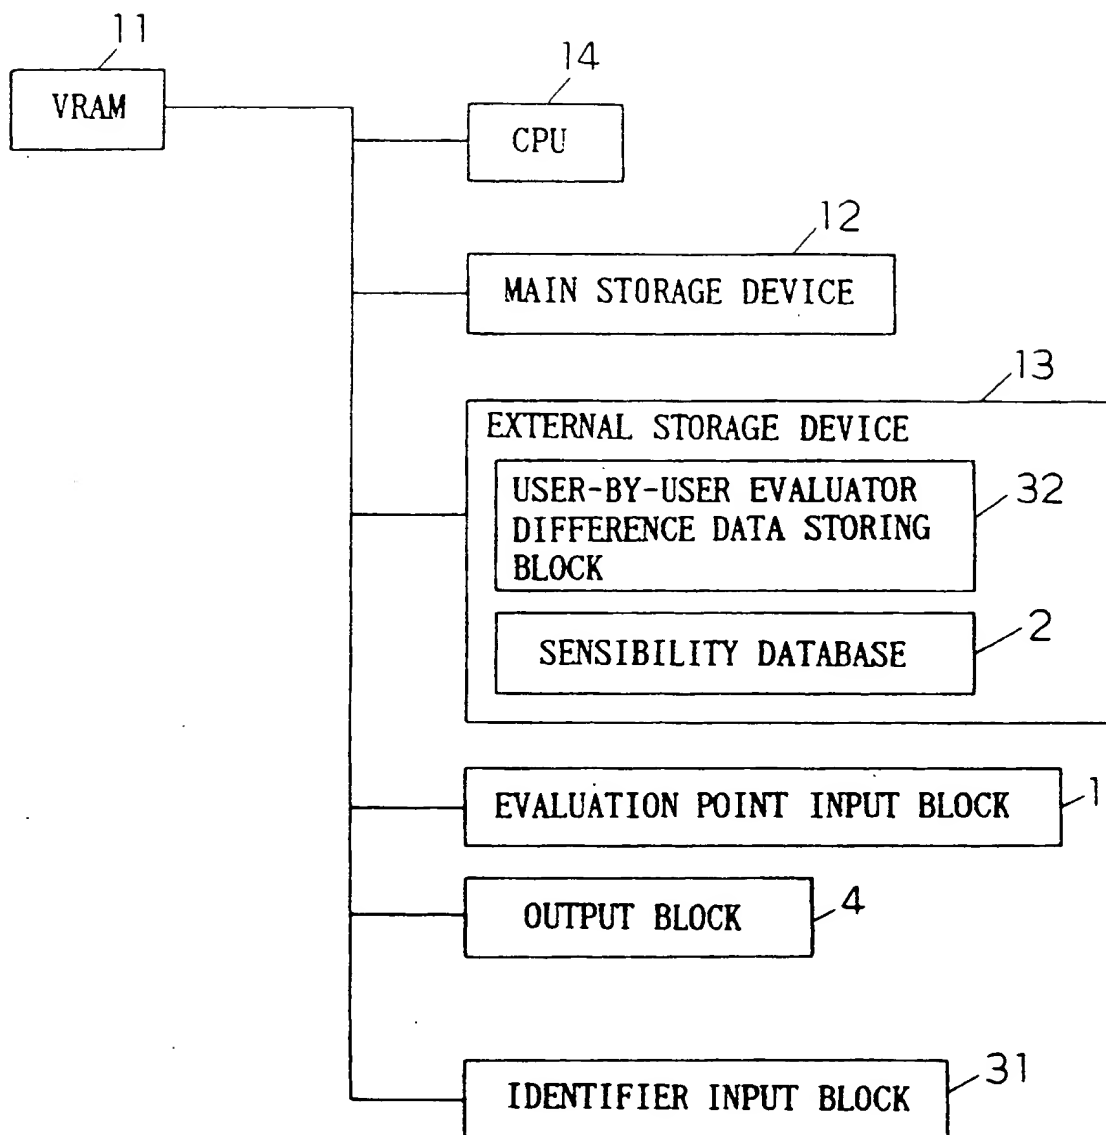 11
VRAM
14
CPU
12
MAIN STORAGE DEVICE
13
EXTERNAL STORAGE DEVICE
USER-BY-USER EVALUATOR
DIFFERENCE DATA STORING
BLOCK
32
SENSIBILITY DATABASE
2
EVALUATION POINT INPUT BLOCK
1
OUTPUT BLOCK
4
IDENTIFIER INPUT BLOCK
31